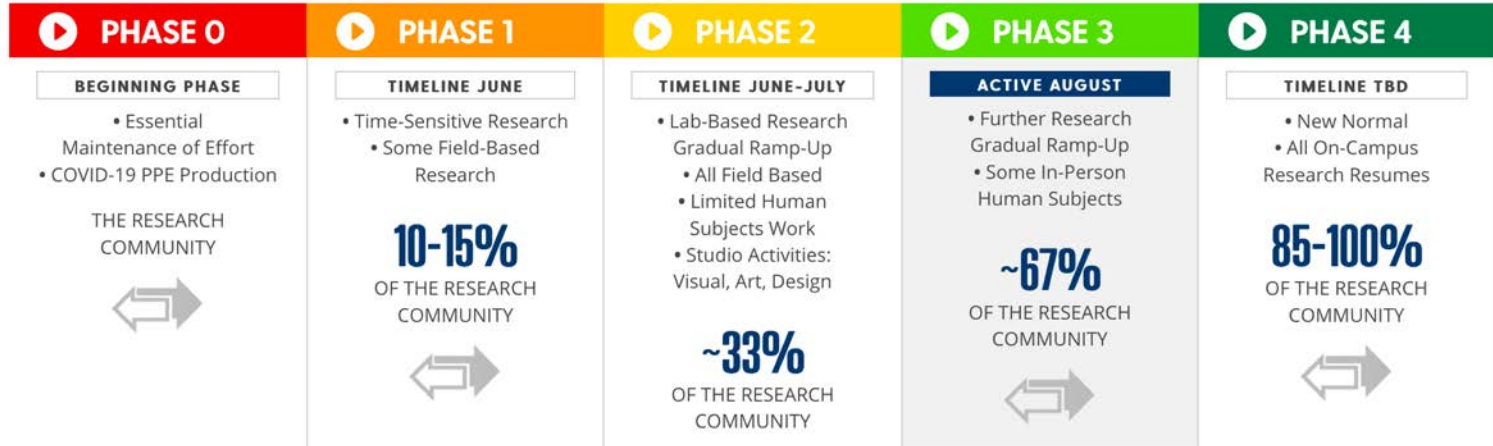 PHASE 0
BEGINNING PHASE
• Essential
Maintenance of Effort
• COVID-19 PPE Production
THE RESEARCH
COMMUNITY
PHASE 1
TIMELINE JUNE
• Time-Sensitive Research
• Some Field-Based
Research
10-15%
OF THE RESEARCH
COMMUNITY
PHASE 2
TIMELINE JUNE-JULY
• Lab-Based Research
Gradual Ramp-Up
• All Field Based
• Limited Human
Subjects Work
• Studio Activities:
Visual, Art, Design
~33%
OF THE RESEARCH
COMMUNITY
PHASE 3
ACTIVE AUGUST
• Further Research
Gradual Ramp-Up
• Some In-Person
Human Subjects
~67%
OF THE RESEARCH
COMMUNITY
PHASE 4
TIMELINE TBD
• New Normal
• All On-Campus
Research Resumes
85-100%
OF THE RESEARCH
COMMUNITY